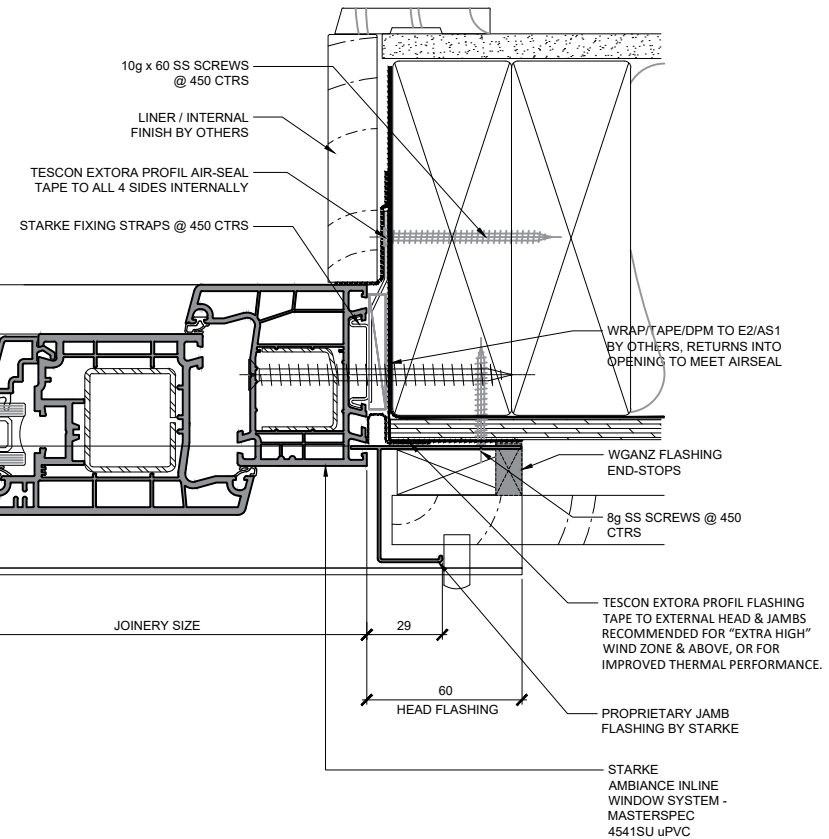 10g x 60 SS SCREWS
@ 450 CTRS
LINER / INTERNAL
FINISH BY OTHERS
TESCON EXTORA PROFIL AIR-SEAL
TAPE TO ALL 4 SIDES INTERNALLY
STARKE FIXING STRAPS @ 450 CTRS
WRAP/TAPE/DPM TO E2/AS1
BY OTHERS, RETURNS INTO
OPENING TO MEET AIRSEAL
WGANZ FLASHING
END-STOPS
8g SS SCREWS @ 450
CTRS
TESCON EXTORA PROFIL FLASHING
TAPE TO EXTERNAL HEAD & JAMBS
RECOMMENDED FOR “EXTRA HIGH”
WIND ZONE & ABOVE, OR FOR
IMPROVED THERMAL PERFORMANCE.
JOINERY SIZE
29
60
HEAD FLASHING
PROPRIETARY JAMB
FLASHING BY STARKE
STARKE
AMBIANCE INLINE
WINDOW SYSTEM -
MASTERSPEC
4541SU uPVC